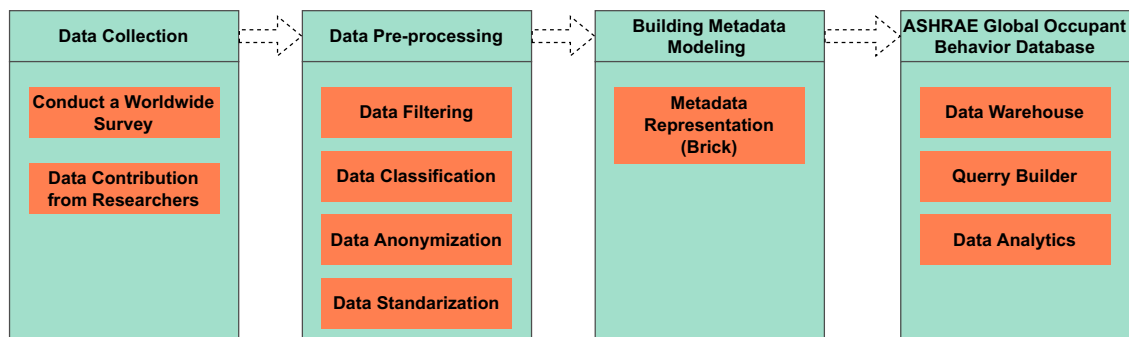 Data Collection
Conduct a Worldwide
Survey
Data Contribution
from Researchers
Data Pre-processing
Data Filtering
Data Classification
Data Anonymization
Data Standarization
Building Metadata
Modeling
Metadata
Representation
(Brick)
ASHRAE Global Occupant
Behavior Database
Data Warehouse
Querry Builder
Data Analytics